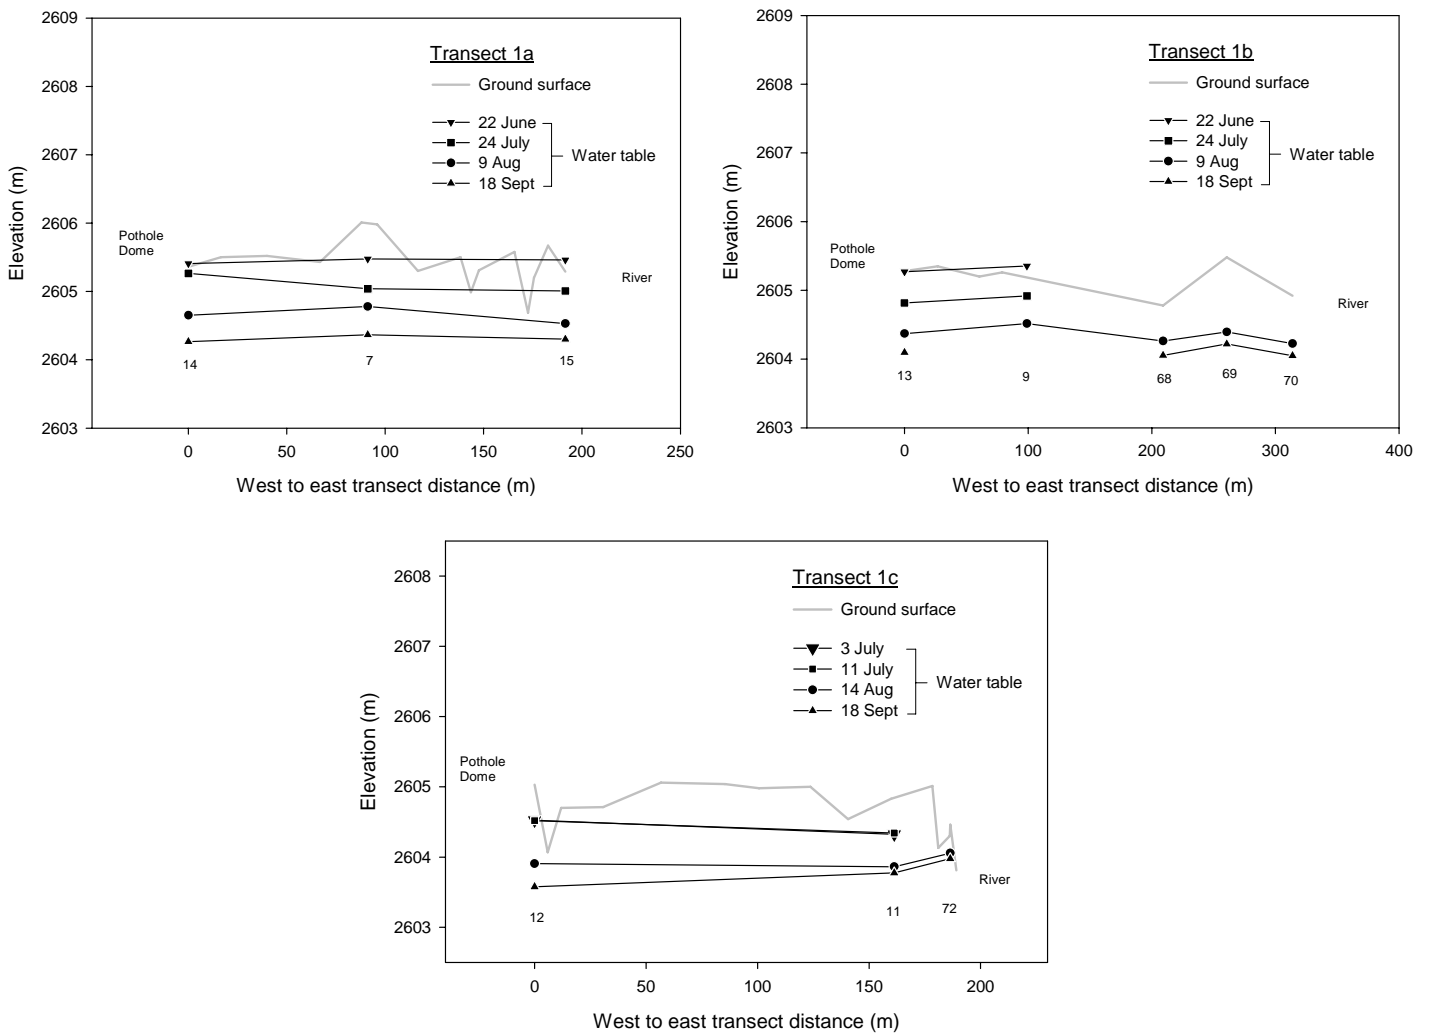 2609
2608
2607
2606
2605
2604
2603
Elevation (m)
Transect 1a
Ground surface
22 June
24 July
9 Aug
18 Sept
Water table
Pothole
Dome
River
14
7
15
0
50
100
150
200
250
West to east transect distance (m)
2609
2608
2607
2606
2605
2604
2603
Elevation (m)
Transect 1b
Ground surface
22 June
24 July
9 Aug
18 Sept
Water table
Pothole
Dome
River
13
9
68
69
70
0
100
200
300
400
West to east transect distance (m)
2608
2607
2606
2605
2604
2603
Elevation (m)
Transect 1c
Ground surface
3 July
11 July
14 Aug
18 Sept
Water table
Pothole
Dome
River
12
11
72
0
50
100
150
200
West to east transect distance (m)